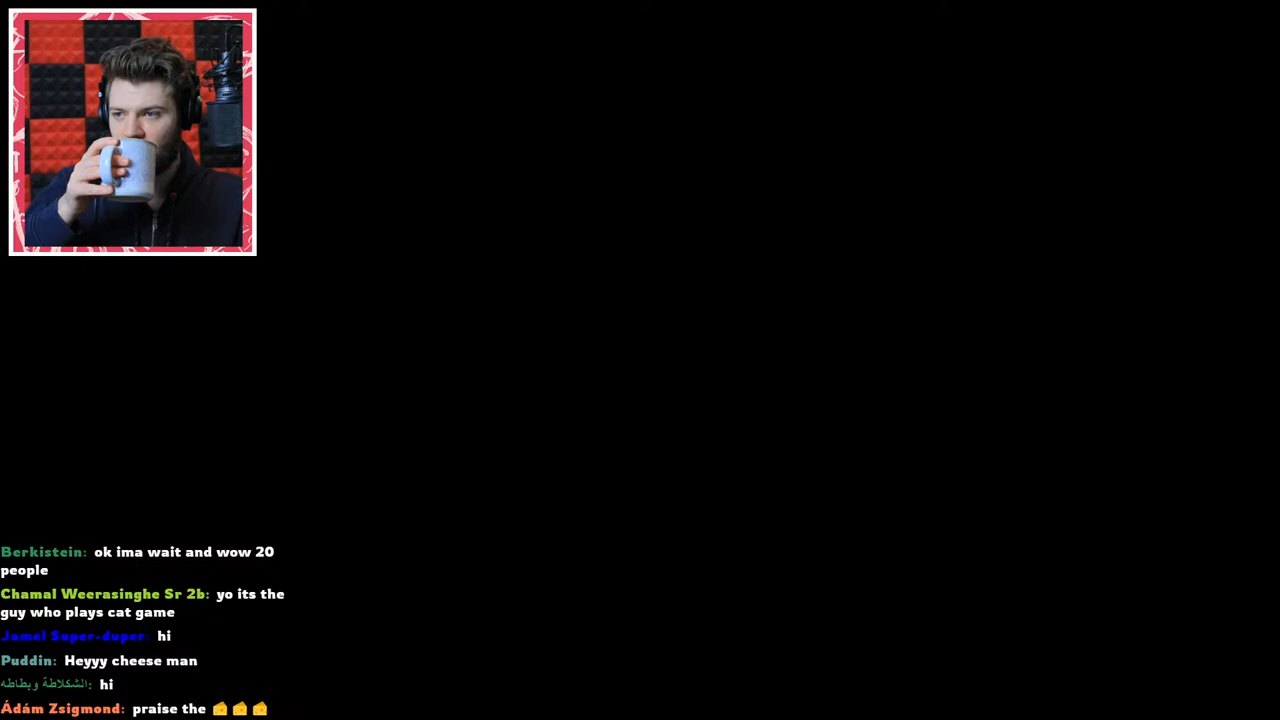 Berkistein: ok ima wait and wow 20
people
Chamal Weerasinghe Sr 2b: yo its the
guy who plays cat game
Jamel Super-duper: hi
Puddin: Heyyy cheese man
الشكلاطة وبطاطه: hi
Ádám Zsigmond: praise the 🧀🧀🧀